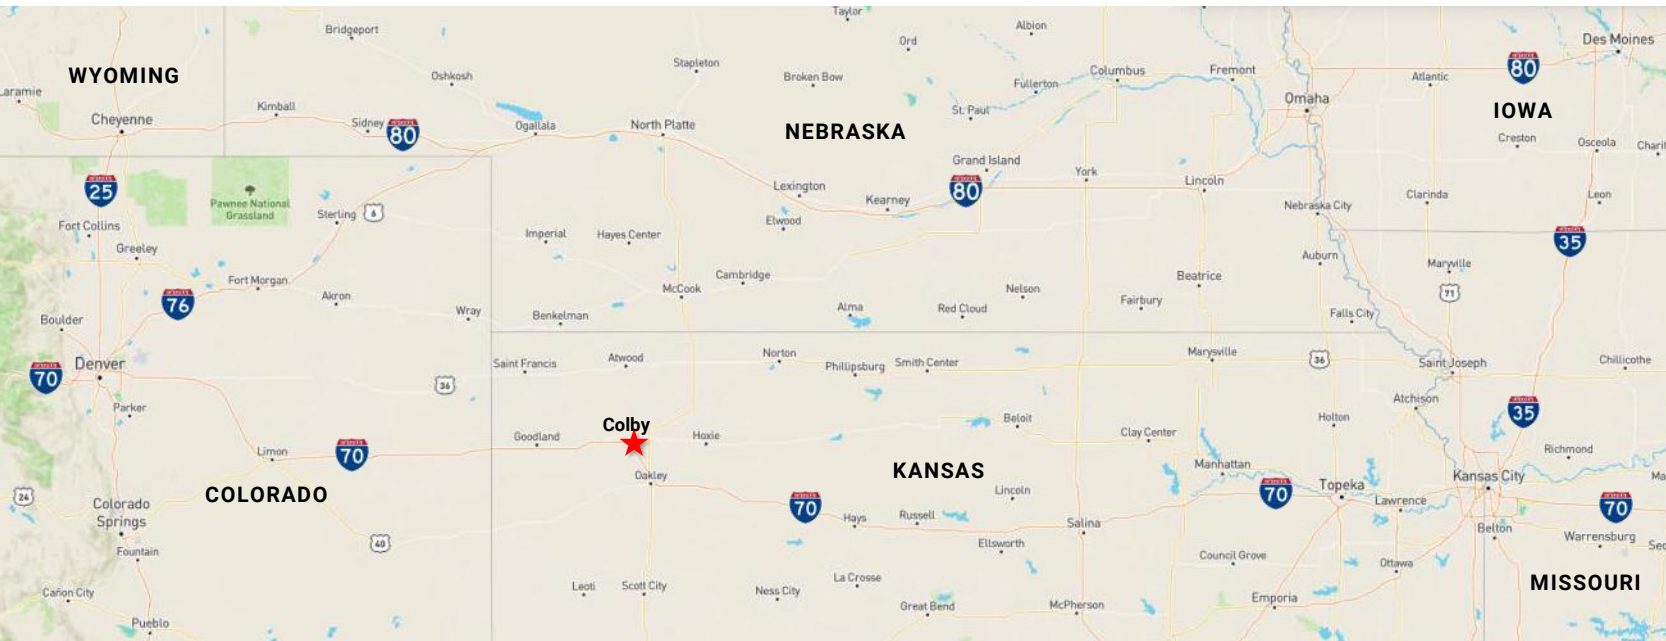 Taylor
Albion
Bridgeport
Ord
Des Moines
WYOMING
Oshkosh
Stapleton
Broken Bow
Fullerton
Columbus
Fremont
Atlantic
80
Laramie
Kimball
St. Paul
Omaha
IOWA
Cheyenne
Sidney
80
Ogallala
North Platte
NEBRASKA
Creston
Osceola
Charit
Grand Island
25
Lexington
Kearney
80
York
Lincoln
Clarinda
Leon
Pawnee National
Grassland
Sterling
6
Elwood
Nebraska City
Fort Collins
Imperial
Hayes Center
35
Greeley
Auburn
Maryville
Fort Morgan
Cambridge
Beatrice
76
Akron
McCook
Nelson
71
Boulder
Wray
Benkelman
Alma
Red Cloud
Fairbury
Falls City
Denver
Saint Francis
Atwood
Norton
Phillipsburg
Smith Center
Marysville
36
Saint Joseph
Chillicothe
70
36
Parker
Atchison
35
Colby
Beloit
Holton
Limon
70
Goodland
Hoxie
Clay Center
Richmond
COLORADO
Oakley
KANSAS
Manhattan
Kansas City
Ma
24
Colorado
Springs
70
Lincoln
70
Topeka
Lawrence
70
Hays
Russell
Salina
Belton
Warrensburg
Sed
40
Fountain
Ellsworth
Council Grove
Ottawa
Cañon City
Leoti
Scott City
Ness City
La Crosse
MISSOURI
Pueblo
Great Bend
McPherson
Emporia